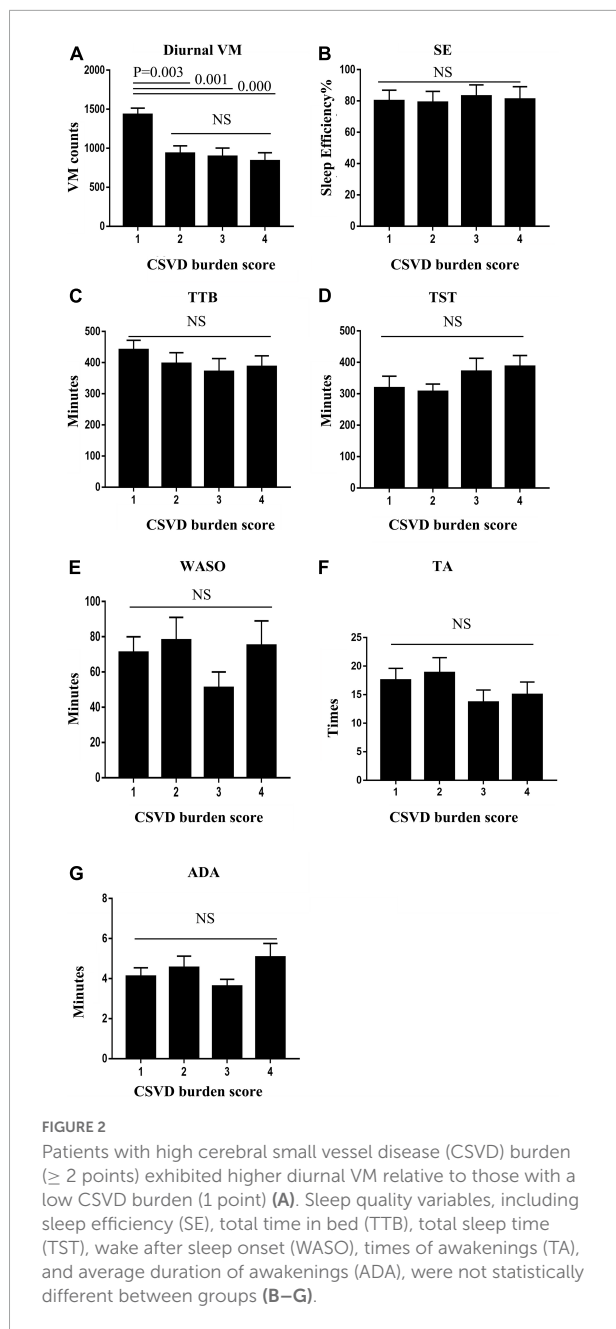 A
Diurnal VM
2000
1500
1000
500
0
VM counts
P=0.003
0.001
0.000
NS
1 2 3 4
CSVD burden score
B
SE
100
80
60
40
20
0
Sleep Efficiency%
NS
1 2 3 4
CSVD burden score
C
TTB
500
400
300
200
100
0
Minutes
NS
1 2 3 4
CSVD burden score
D
TST
500
400
300
200
100
0
Minutes
NS
1 2 3 4
CSVD burden score
E
WASO
100
80
60
40
20
0
Minutes
NS
1 2 3 4
CSVD burden score
F
TA
25
20
15
10
5
0
Times
NS
1 2 3 4
CSVD burden score
G
ADA
8
6
4
2
0
Minutes
NS
1 2 3 4
CSVD burden score
FIGURE 2
Patients with high cerebral small vessel disease (CSVD) burden
(≥ 2 points) exhibited higher diurnal VM relative to those with a
low CSVD burden (1 point) (A). Sleep quality variables, including
sleep efficiency (SE), total time in bed (TTB), total sleep time
(TST), wake after sleep onset (WASO), times of awakenings (TA),
and average duration of awakenings (ADA), were not statistically
different between groups (B–G).